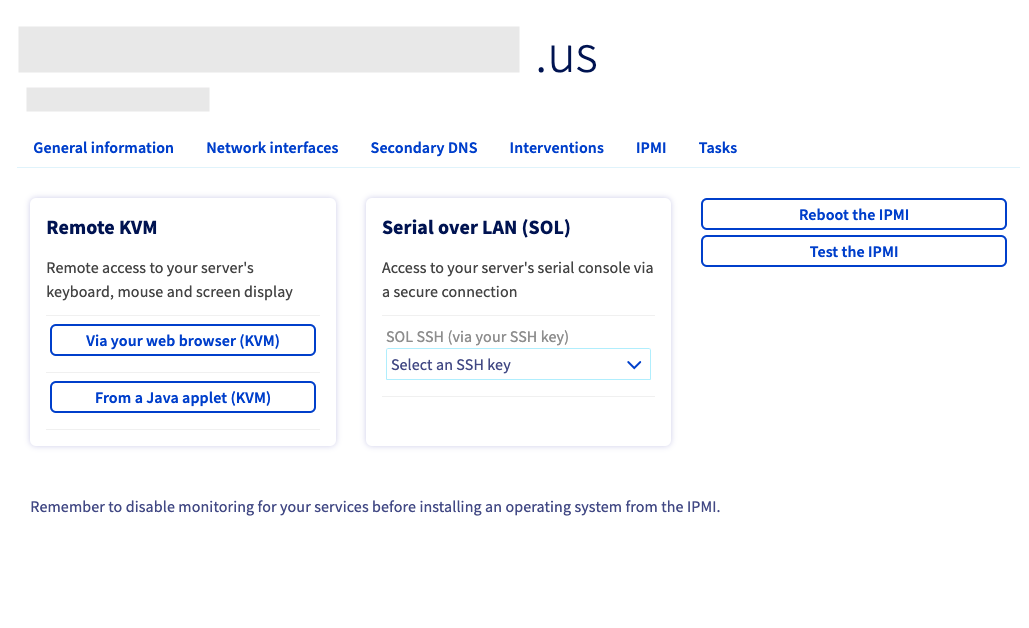 .us
General information Network interfaces Secondary DNS Interventions IPMI Tasks
Remote KVM
Remote access to your server's
keyboard, mouse and screen display
Via your web browser (KVM)
From a Java applet (KVM)
Serial over LAN (SOL)
Access to your server's serial console via
a secure connection
SOL SSH (via your SSH key)
Select an SSH key
Reboot the IPMI
Test the IPMI
Remember to disable monitoring for your services before installing an operating system from the IPMI.